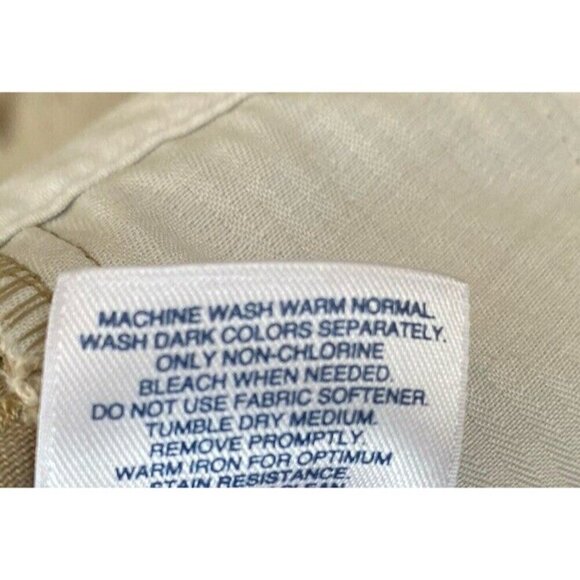 MACHINE WASH WARM NORMAL.
WASH DARK COLORS SEPARATELY.
ONLY NON-CHLORINE
BLEACH WHEN NEEDED.
DO NOT USE FABRIC SOFTENER.
TUMBLE DRY MEDIUM.
REMOVE PROMPTLY.
WARM IRON FOR OPTIMUM
STAIN RESISTANCE.
CLEAN